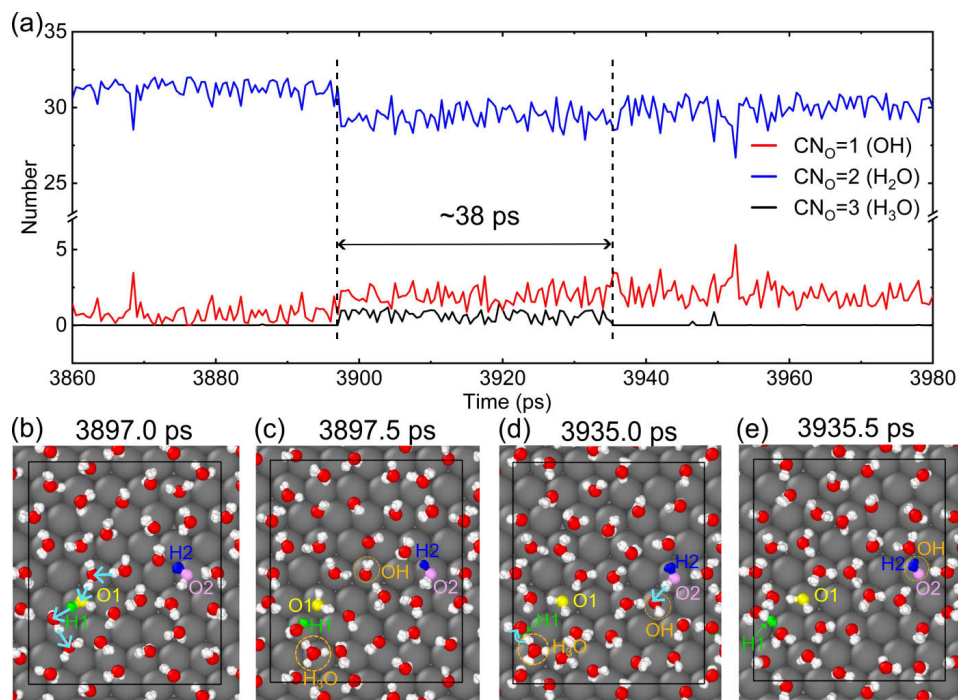 (a)
35
30
25
5
0
Number
CN_O=1 (OH)
CN_O=2 (H₂O)
CN_O=3 (H₃O)
~38 ps
3860 3880 3900 3920 3940 3960 3980
Time (ps)
(b) 3897.0 ps
H2
O2
O1
H1
(c) 3897.5 ps
H2
OH
O2
O1
H1
H₃O
(d) 3935.0 ps
H2
O2
O1
OH
H1
H₃O
(e) 3935.5 ps
OH
H2
O2
O1
H1